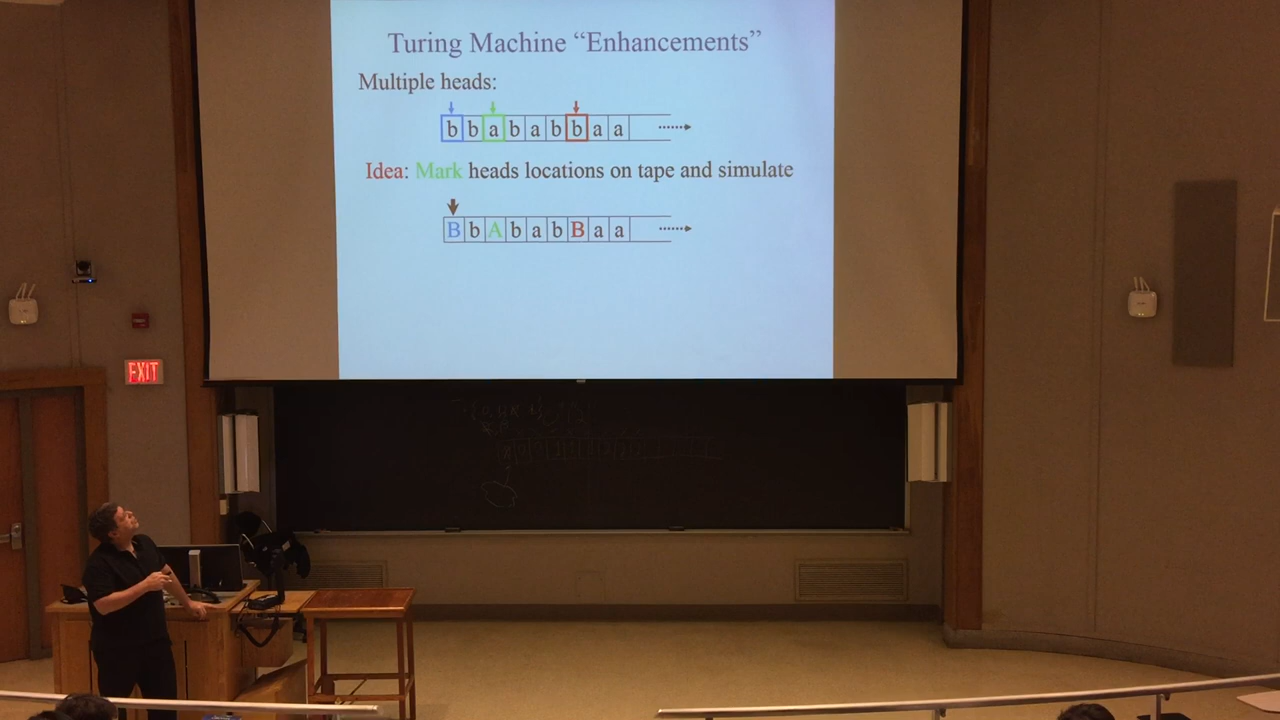 Turing Machine “Enhancements”
Multiple heads:
b b a b a b b a a
Idea: Mark heads locations on tape and simulate
B b A b a b B a a
EXIT